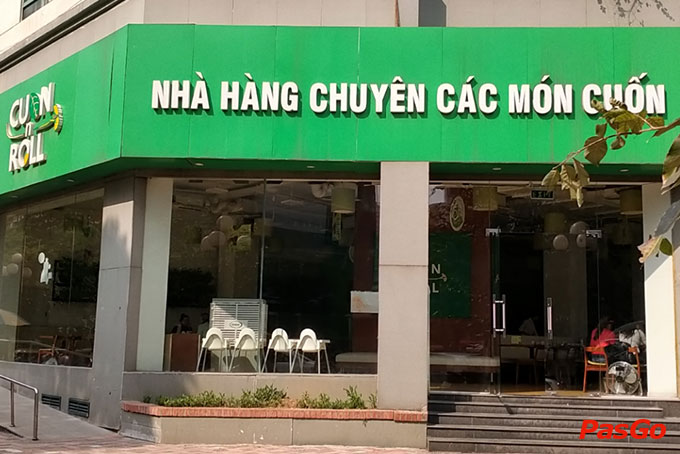 CUỐN
n
ROLL
NHÀ HÀNG CHUYÊN CÁC MÓN CUỐN
PasGo